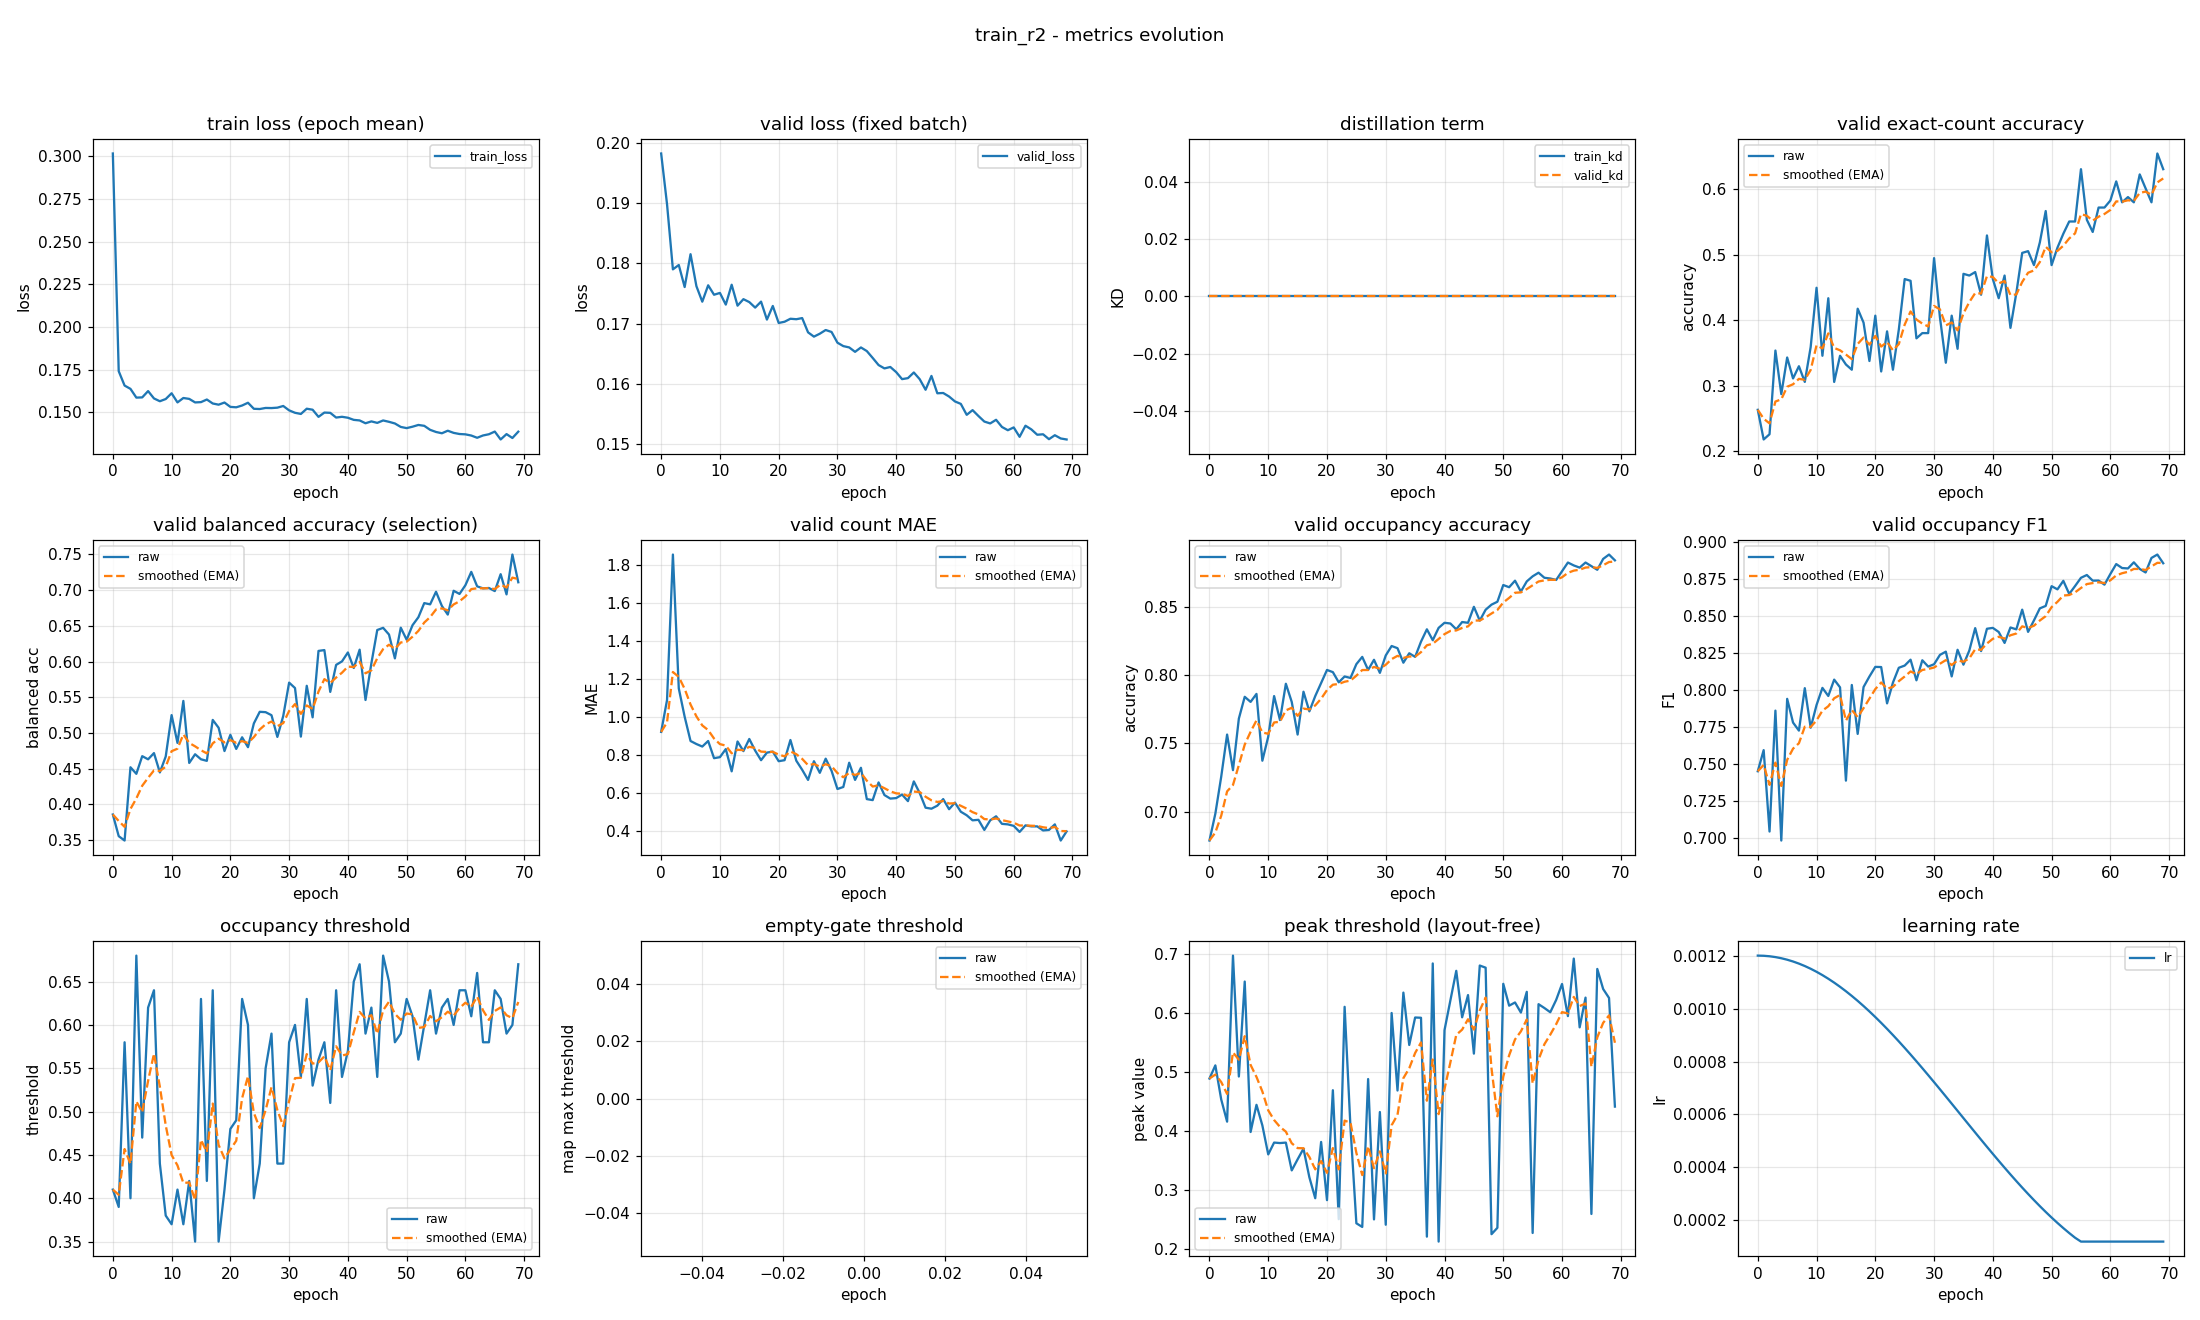 train_r2 - metrics evolution
train loss (epoch mean)
0.300
0.275
0.250
0.225
0.200
0.175
0.150
loss
train_loss
0 10 20 30 40 50 60 70
epoch
valid loss (fixed batch)
0.20
0.19
0.18
0.17
0.16
0.15
loss
valid_loss
0 10 20 30 40 50 60 70
epoch
distillation term
0.04
0.02
0.00
−0.02
−0.04
KD
train_kd
valid_kd
0 10 20 30 40 50 60 70
epoch
valid exact-count accuracy
0.6
0.5
0.4
0.3
0.2
accuracy
raw
smoothed (EMA)
0 10 20 30 40 50 60 70
epoch
valid balanced accuracy (selection)
0.75
0.70
0.65
0.60
0.55
0.50
0.45
0.40
0.35
balanced acc
raw
smoothed (EMA)
0 10 20 30 40 50 60 70
epoch
valid count MAE
1.8
1.6
1.4
1.2
1.0
0.8
0.6
0.4
MAE
raw
smoothed (EMA)
0 10 20 30 40 50 60 70
epoch
valid occupancy accuracy
0.85
0.80
0.75
0.70
accuracy
raw
smoothed (EMA)
0 10 20 30 40 50 60 70
epoch
valid occupancy F1
0.900
0.875
0.850
0.825
0.800
0.775
0.750
0.725
0.700
F1
raw
smoothed (EMA)
0 10 20 30 40 50 60 70
epoch
occupancy threshold
0.65
0.60
0.55
0.50
0.45
0.40
0.35
threshold
raw
smoothed (EMA)
0 10 20 30 40 50 60 70
epoch
empty-gate threshold
0.04
0.02
0.00
−0.02
−0.04
map max threshold
raw
smoothed (EMA)
−0.04 −0.02 0.00 0.02 0.04
epoch
peak threshold (layout-free)
0.7
0.6
0.5
0.4
0.3
0.2
peak value
raw
smoothed (EMA)
0 10 20 30 40 50 60 70
epoch
learning rate
0.0012
0.0010
0.0008
0.0006
0.0004
0.0002
lr
lr
0 10 20 30 40 50 60 70
epoch